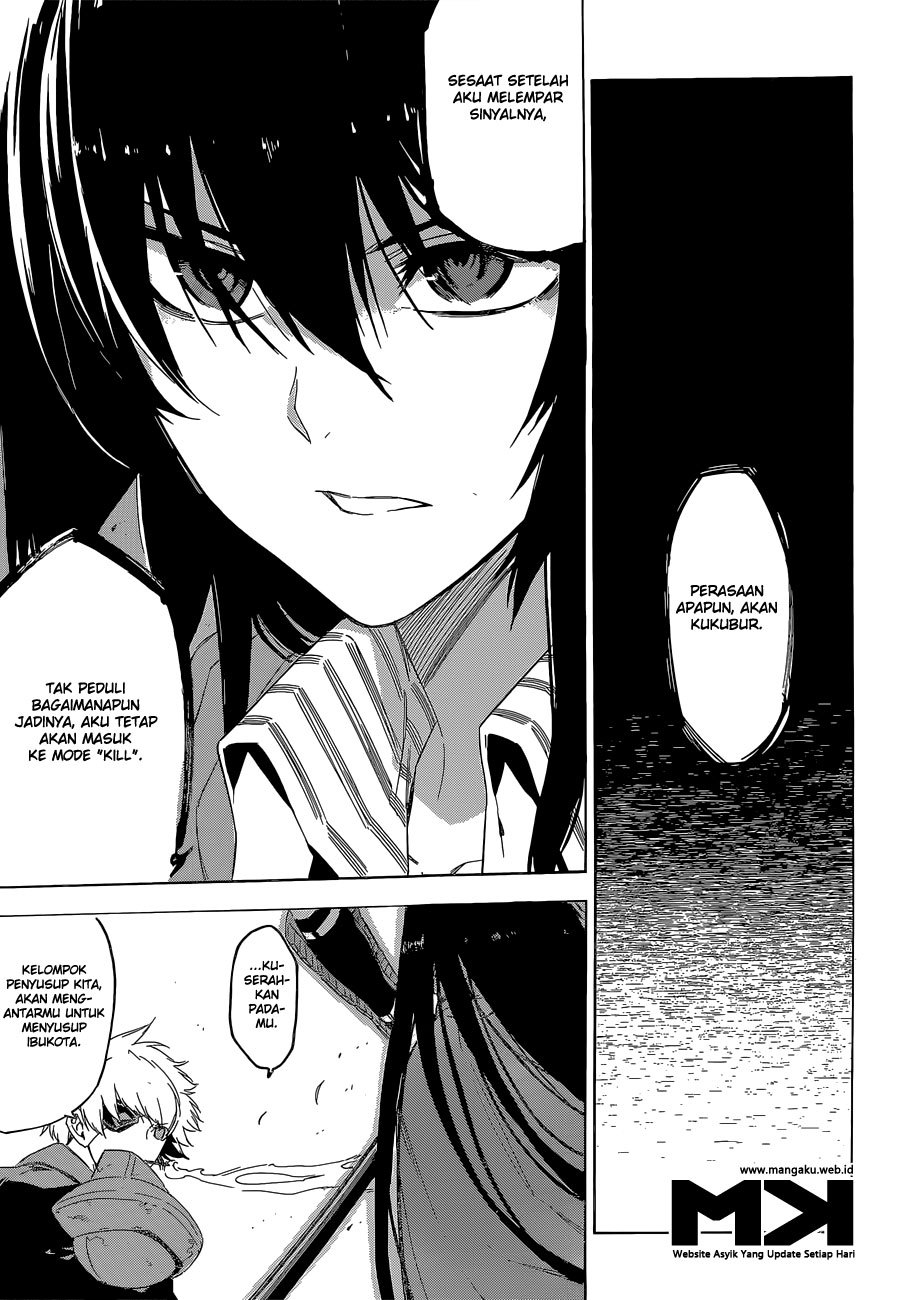 PERASAAN
APAPUN, AKAN
KUKUBUR.
SESAAT SETELAH
AKU MELEMPAR
SINYALNYA,
TAK PEDULI
BAGAIMANAPUN
JADINYA, AKU TETAP
AKAN MASUK
KE MODE "KILL".
...KU-
SERAH-
KAN
PADA-
MU.
KELOMPOK
PENYUSUP KITA,
AKAN MENG-
ANTARMU UNTUK
MENYUSUP
IBUKOTA.
www.mangaku.web.id
MK
Website Asyik Yang Update Setiap Hari